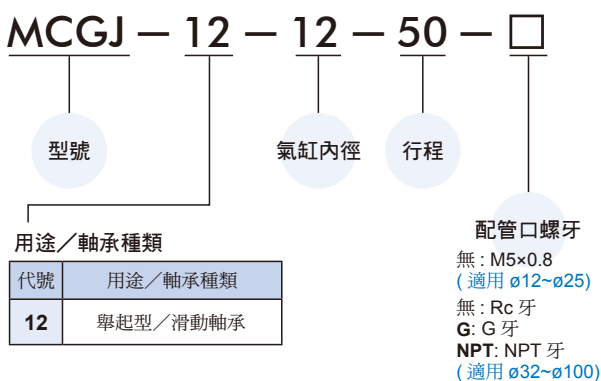 MCGJ － 12 － 12 － 50 － □
型號
氣缸內徑
行程
用途／軸承種類
代號 用途／軸承種類
12 舉起型／滑動軸承
配管口螺牙
無 : M5×0.8
( 適用 ø12~ø25)
無 : Rc 牙
G: G 牙
NPT: NPT 牙
( 適用 ø32~ø100)